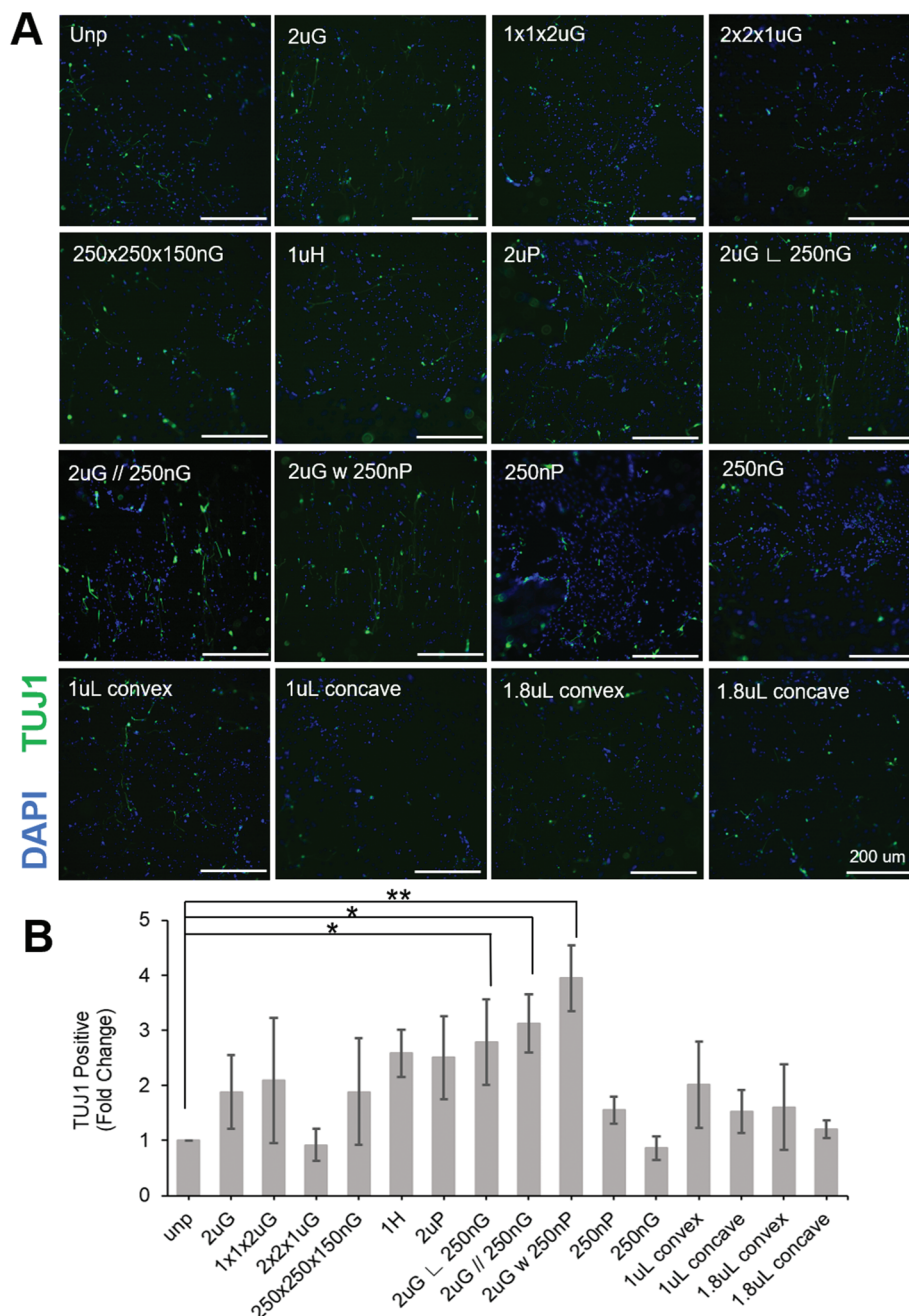 A
Unp
2uG
1x1x2uG
2x2x1uG
250x250x150nG
1uH
2uP
2uG ∟ 250nG
2uG // 250nG
2uG w 250nP
250nP
250nG
1uL convex
1uL concave
1.8uL convex
1.8uL concave
200 um
DAPI TUJ1
B
**
*
*
TUJ1 Positive
(Fold Change)
5
4
3
2
1
0
unp
2uG
1x1x2uG
2x2x1uG
250x250x150nG
1H
2uP
2uG ∟ 250nG
2uG // 250nG
2uG w 250nP
250nP
250nG
1uL convex
1uL concave
1.8uL convex
1.8uL concave